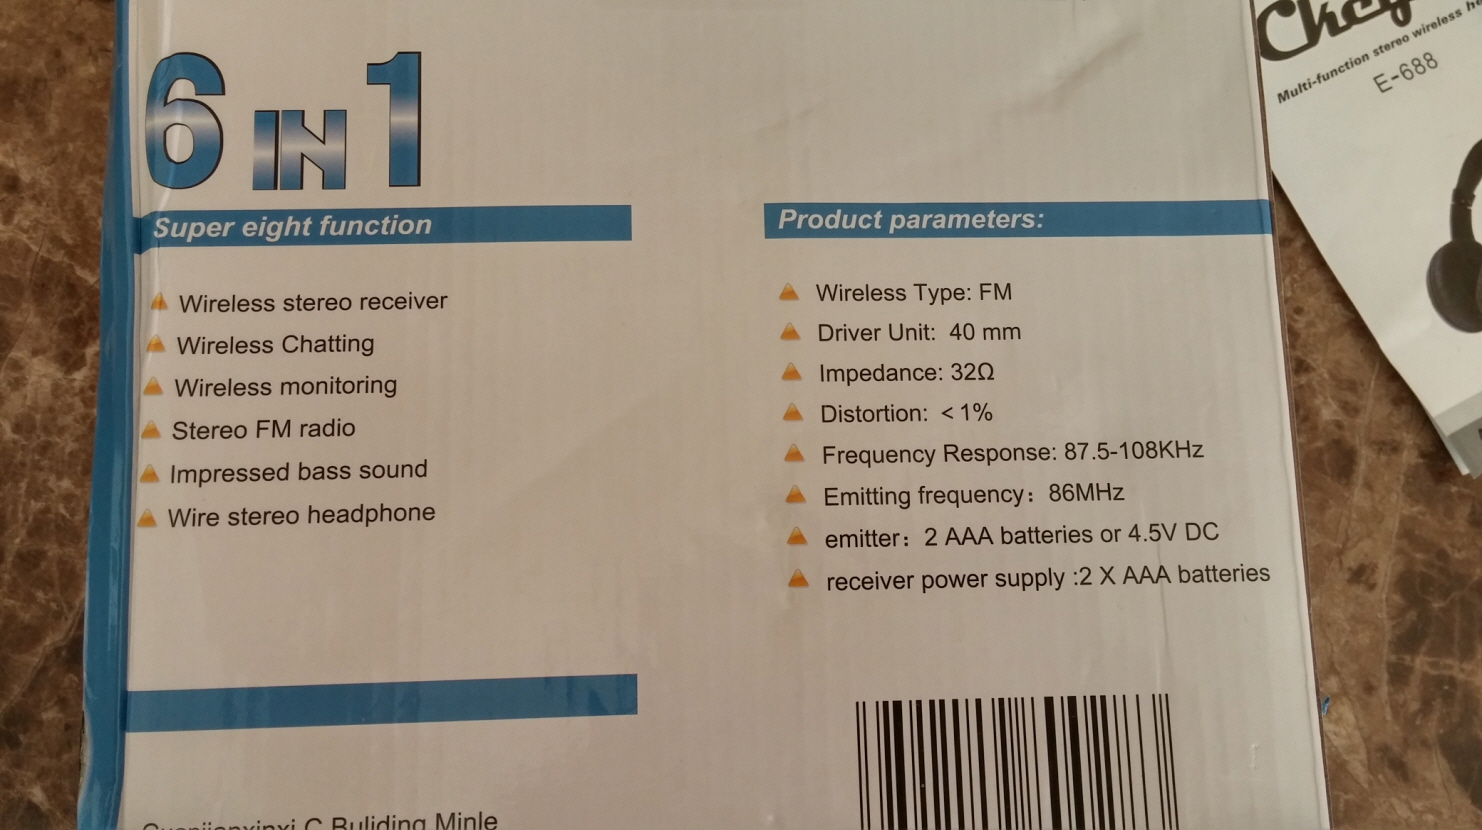 6 IN 1
Super eight function
Wireless stereo receiver
Wireless Chatting
Wireless monitoring
Stereo FM radio
Impressed bass sound
Wire stereo headphone
Product parameters:
Wireless Type: FM
Driver Unit: 40 mm
Impedance: 32Ω
Distortion: < 1%
Frequency Response: 87.5-108KHz
Emitting frequency： 86MHz
emitter： 2 AAA batteries or 4.5V DC
receiver power supply :2 X AAA batteries
C Buliding Minle
Multi-function stereo wireless
E-688